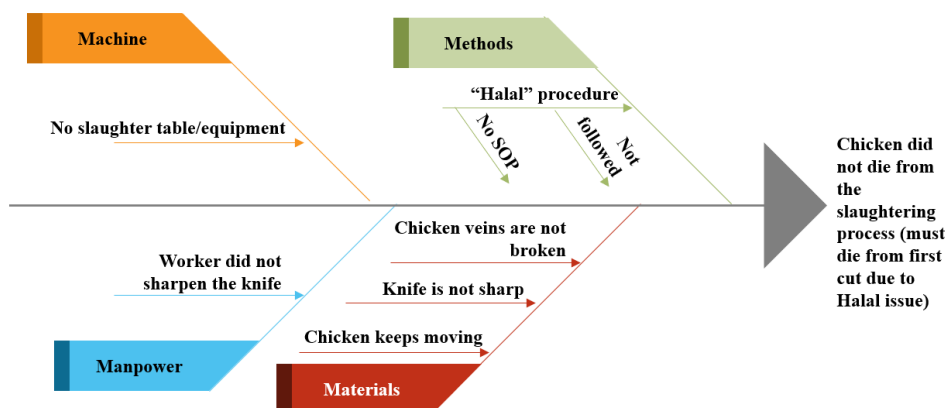 Machine
Methods
“Halal” procedure
No slaughter table/equipment
No SOP
Not
followed
Chicken did
not die from
the
slaughtering
process (must
die from first
cut due to
Halal issue)
Chicken veins are not
broken
Worker did not
sharpen the knife
Knife is not sharp
Chicken keeps moving
Manpower
Materials